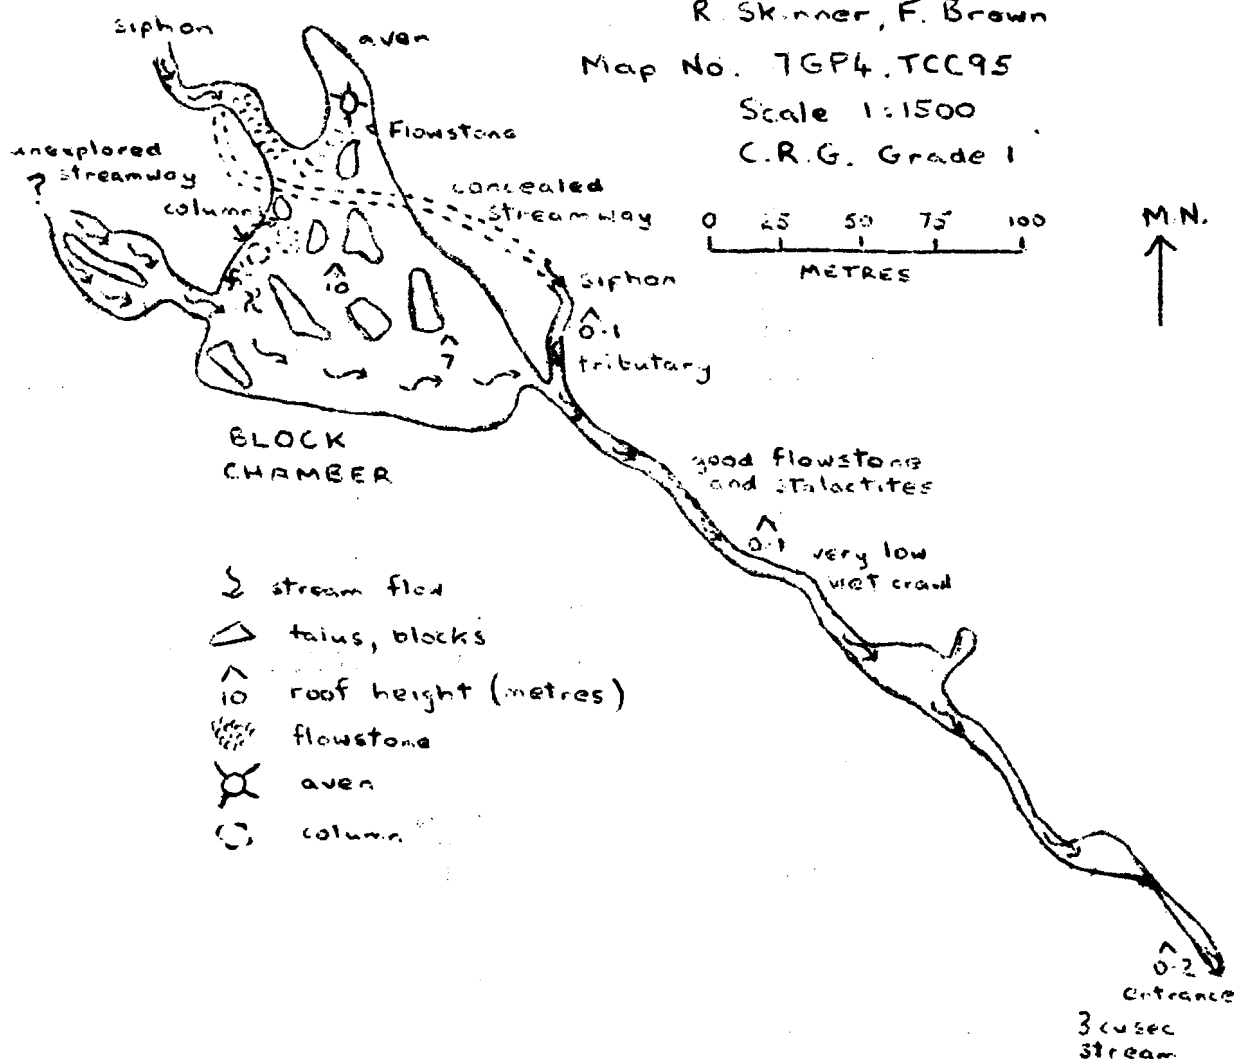 R. Skinner, F. Brown
Map No. 7GP4.TCC95
Scale 1:1500
C.R.G. Grade 1
siphon
aven
Flowstone
unexplored
? streamway
column
concealed
streamway
0 25 50 75 100
METRES
M.N.
siphon
0.1
tributary
10
7
BLOCK
CHAMBER
good flowstone
and stalactites
0.1
very low
wet crawl
stream flow
talus, blocks
10 roof height (metres)
flowstone
aven
column
0.2
entrance
3 cusec
stream